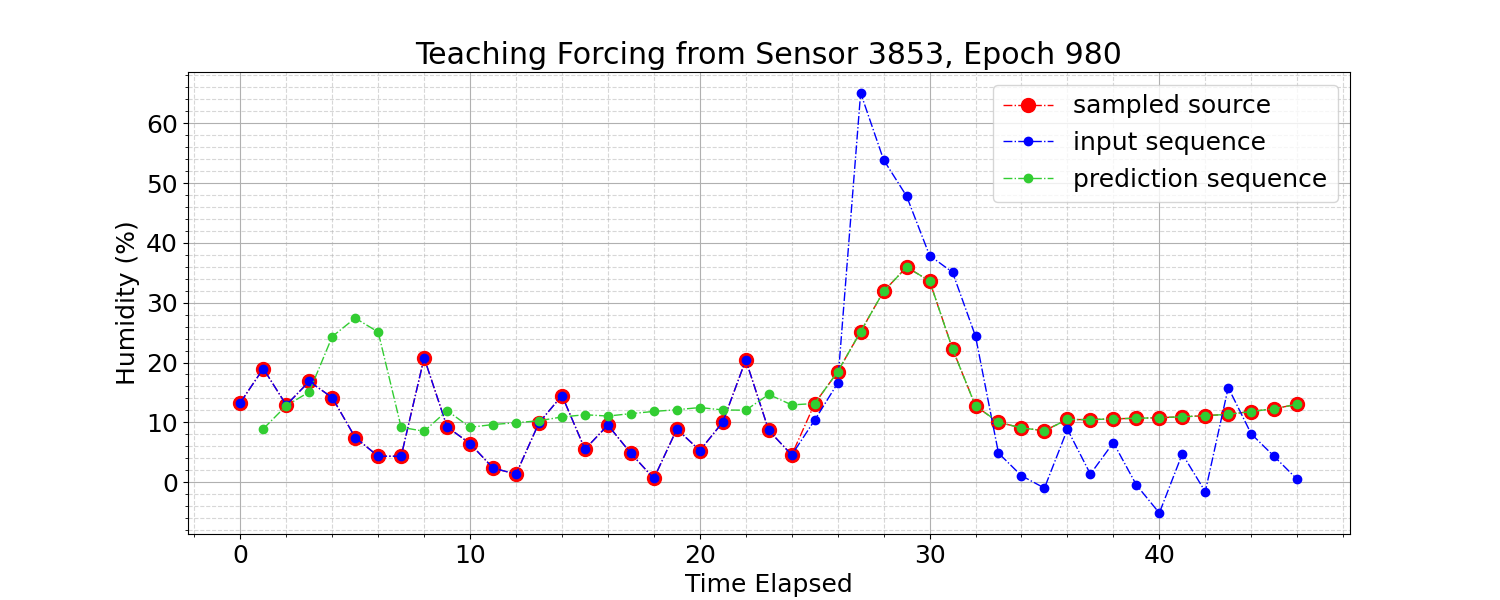 Teaching Forcing from Sensor 3853, Epoch 980
sampled source
input sequence
prediction sequence
Humidity (%)
60
50
40
30
20
10
0
0 10 20 30 40
Time Elapsed